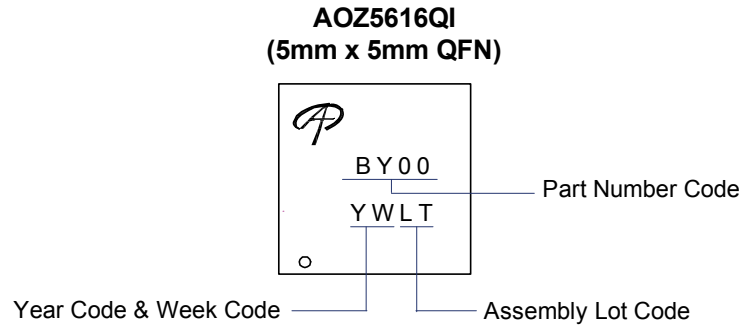 AOZ5616QI
(5mm x 5mm QFN)
BY00
Part Number Code
YWLT
Year Code & Week Code
Assembly Lot Code